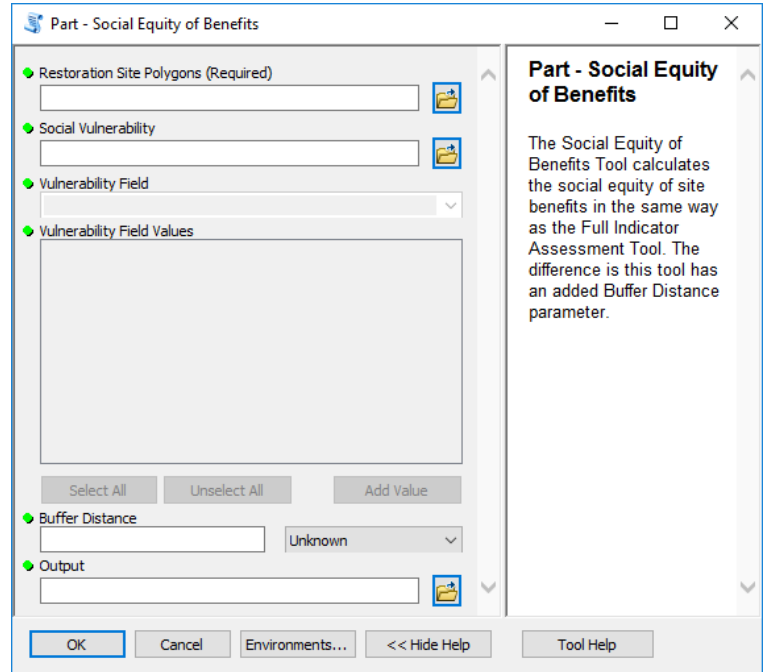 Part - Social Equity of Benefits
Restoration Site Polygons (Required)
Social Vulnerability
Vulnerability Field
Vulnerability Field Values
Select All
Unselect All
Add Value
Buffer Distance
Unknown
Output
Part - Social Equity
of Benefits
The Social Equity of
Benefits Tool calculates
the social equity of site
benefits in the same way
as the Full Indicator
Assessment Tool. The
difference is this tool has
an added Buffer Distance
parameter.
OK
Cancel
Environments...
<< Hide Help
Tool Help